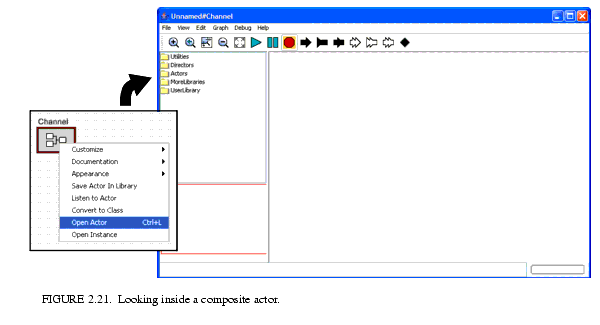 Unnamed#Channel
File View Edit Graph Debug Help
Utilities
Directors
Actors
MoreLibraries
UserLibrary
Channel
Customize
Documentation
Appearance
Save Actor In Library
Listen to Actor
Convert to Class
Open Actor Ctrl+L
Open Instance
FIGURE 2.21. Looking inside a composite actor.